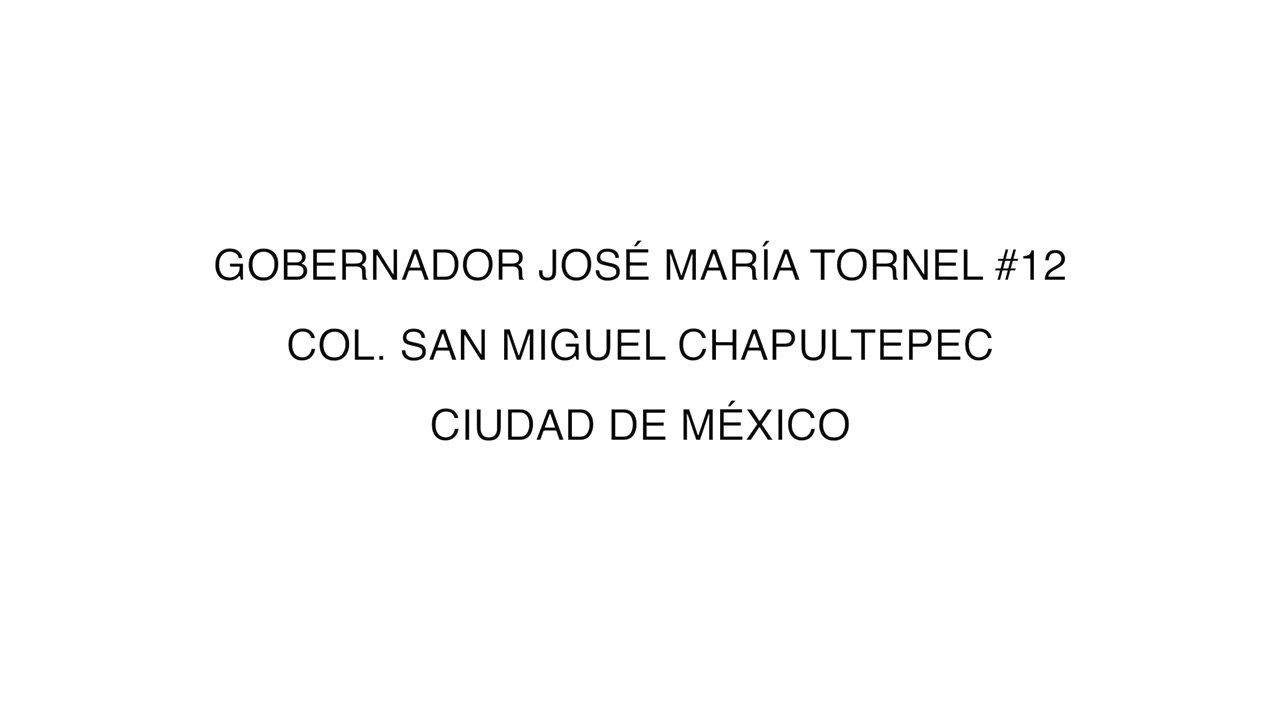 GOBERNADOR JOSÉ MARÍA TORNEL #12
COL. SAN MIGUEL CHAPULTEPEC
CIUDAD DE MÉXICO